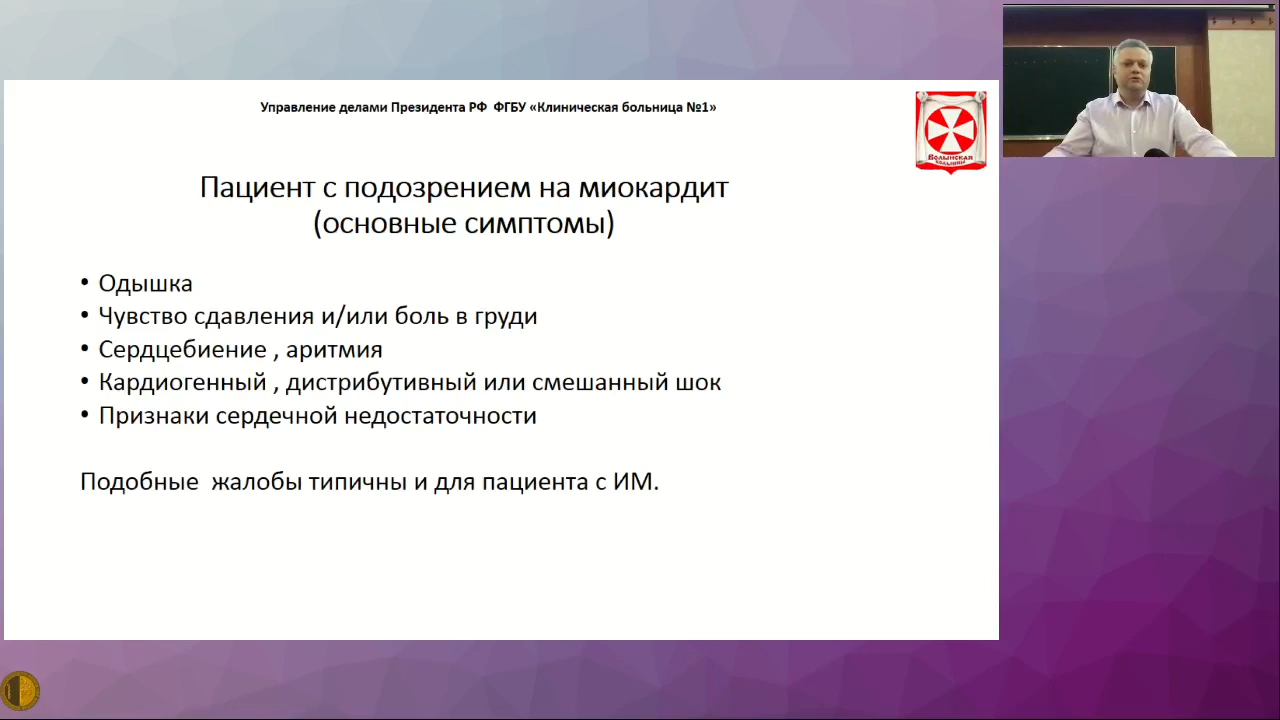 Управление делами Президента РФ ФГБУ «Клиническая больница №1»
Волынская
больница
Пациент с подозрением на миокардит
(основные симптомы)
• Одышка
• Чувство сдавления и/или боль в груди
• Сердцебиение , аритмия
• Кардиогенный , дистрибутивный или смешанный шок
• Признаки сердечной недостаточности
Подобные жалобы типичны и для пациента с ИМ.